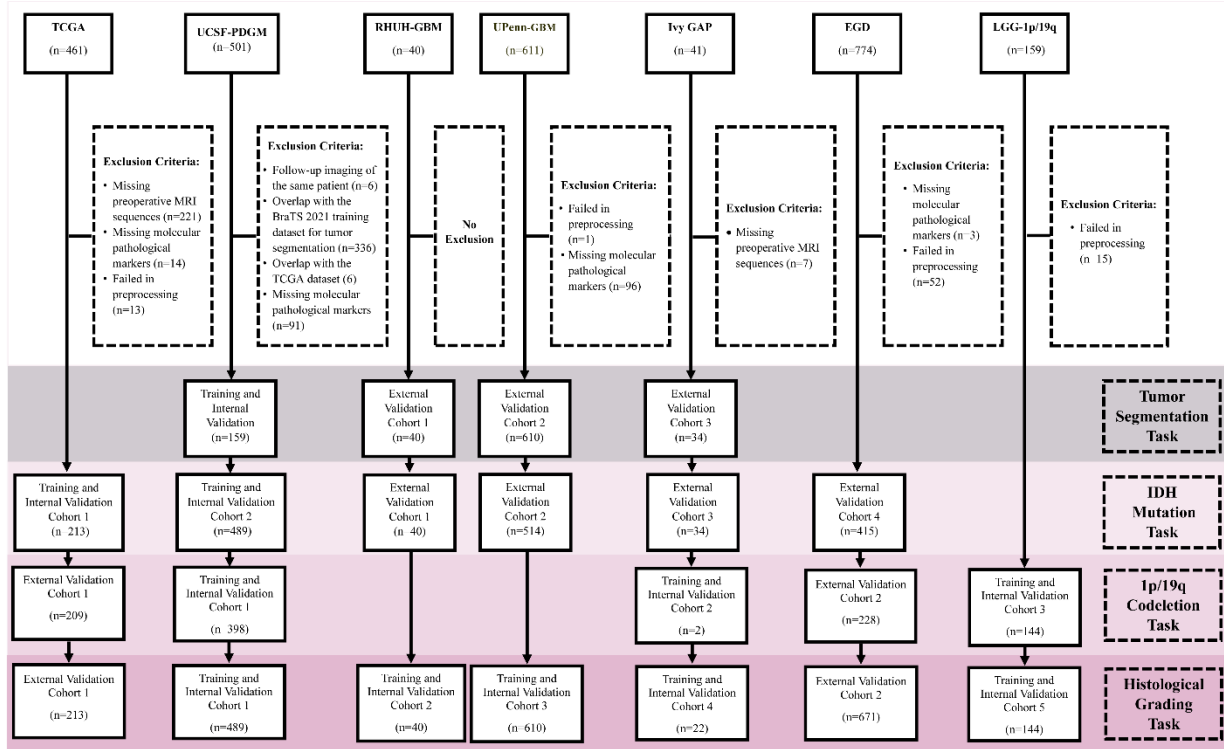 TCGA
(n=461)
UCSF-PDGM
(n=501)
RHUH-GBM
(n=40)
UPenn-GBM
(n=611)
Ivy GAP
(n=41)
EGD
(n=774)
LGG-1p/19q
(n=159)
Exclusion Criteria:
• Missing
preoperative MRI
sequences (n=221)
• Missing molecular
pathological
markers (n=14)
• Failed in
preprocessing
(n=13)
Exclusion Criteria:
• Follow-up imaging of
the same patient (n=6)
• Overlap with the
BraTS 2021 training
dataset for tumor
segmentation (n=336)
• Overlap with the
TCGA dataset (6)
• Missing molecular
pathological markers
(n=91)
No
Exclusion
Exclusion Criteria:
• Failed in
preprocessing
(n=1)
• Missing molecular
pathological
markers (n=96)
Exclusion Criteria:
• Missing
preoperative MRI
sequences (n=7)
Exclusion Criteria:
• Missing
molecular
pathological
markers (n-3)
• Failed in
preprocessing
(n=52)
Exclusion Criteria:
• Failed in
preprocessing
(n 15)
Training and
Internal
Validation
(n=159)
External
Validation
Cohort 1
(n=40)
External
Validation
Cohort 2
(n=610)
External
Validation
Cohort 3
(n=34)
Tumor
Segmentation
Task
Training and
Internal Validation
Cohort 1
(n 213)
Training and
Internal Validation
Cohort 2
(n=489)
External
Validation
Cohort 1
(n 40)
External
Validation
Cohort 2
(n=514)
External
Validation
Cohort 3
(n=34)
External
Validation
Cohort 4
(n=415)
IDH
Mutation
Task
External Validation
Cohort 1
(n=209)
Training and
Internal Validation
Cohort 1
(n 398)
Training and
Internal Validation
Cohort 2
(n=2)
External Validation
Cohort 2
(n=228)
Training and
Internal Validation
Cohort 3
(n=144)
1p/19q
Codeletion
Task
External Validation
Cohort 1
(n=213)
Training and
Internal Validation
Cohort 1
(n=489)
Training and
Internal Validation
Cohort 2
(n=40)
Training and
Internal Validation
Cohort 3
(n=610)
Training and
Internal Validation
Cohort 4
(n=22)
External Validation
Cohort 2
(n=671)
Training and
Internal Validation
Cohort 5
(n=144)
Histological
Grading
Task